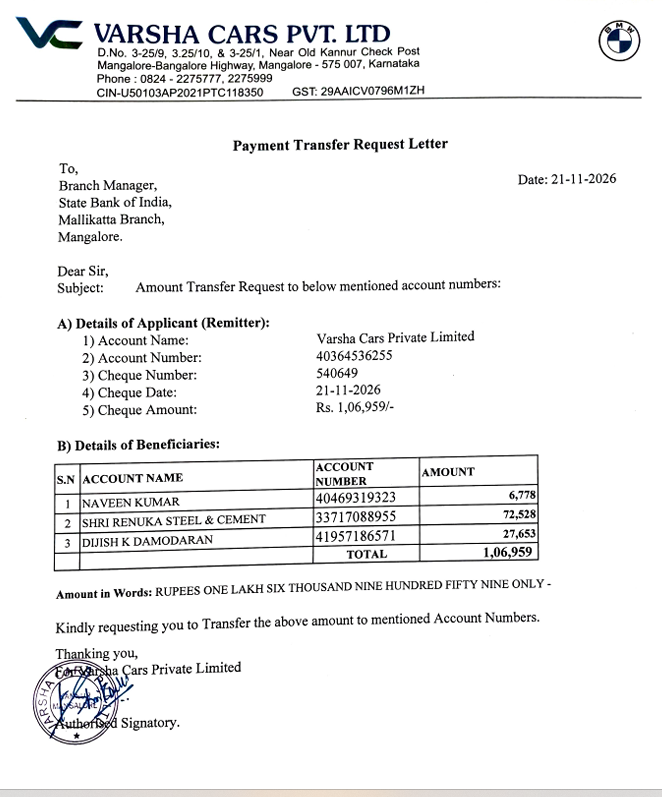 VC VARSHA CARS PVT. LTD
BMW
D.No. 3-25/9, 3.25/10, & 3-25/1, Near Old Kannur Check Post
Mangalore-Bangalore Highway, Mangalore - 575 007, Karnataka
Phone : 0824 - 2275777, 2275999
CIN-U50103AP2021PTC118350 GST: 29AAICV0796M1ZH
Payment Transfer Request Letter
To,
Date: 21-11-2026
Branch Manager,
State Bank of India,
Mallikatta Branch,
Mangalore.
Dear Sir,
Subject: Amount Transfer Request to below mentioned account numbers:
A) Details of Applicant (Remitter):
1) Account Name: Varsha Cars Private Limited
2) Account Number: 40364536255
3) Cheque Number: 540649
4) Cheque Date: 21-11-2026
5) Cheque Amount: Rs. 1,06,959/-
B) Details of Beneficiaries:
S.N ACCOUNT NAME ACCOUNT NUMBER AMOUNT
1 NAVEEN KUMAR 40469319323 6,778
2 SHRI RENUKA STEEL & CEMENT 33717088955 72,528
3 DIJISH K DAMODARAN 41957186571 27,653
TOTAL 1,06,959
Amount in Words: RUPEES ONE LAKH SIX THOUSAND NINE HUNDRED FIFTY NINE ONLY -
Kindly requesting you to Transfer the above amount to mentioned Account Numbers.
Thanking you,
For Varsha Cars Private Limited
VARSHA CARS
MANGALORE
Authorised Signatory.